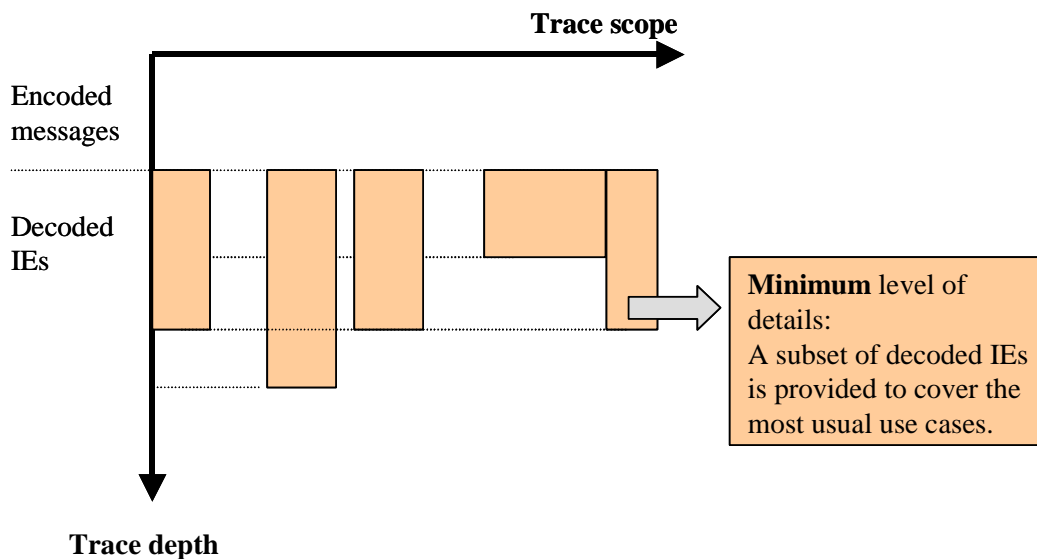 Trace scope
Encoded
messages
Decoded
IEs
Minimum level of
details:
A subset of decoded IEs
is provided to cover the
most usual use cases.
Trace depth